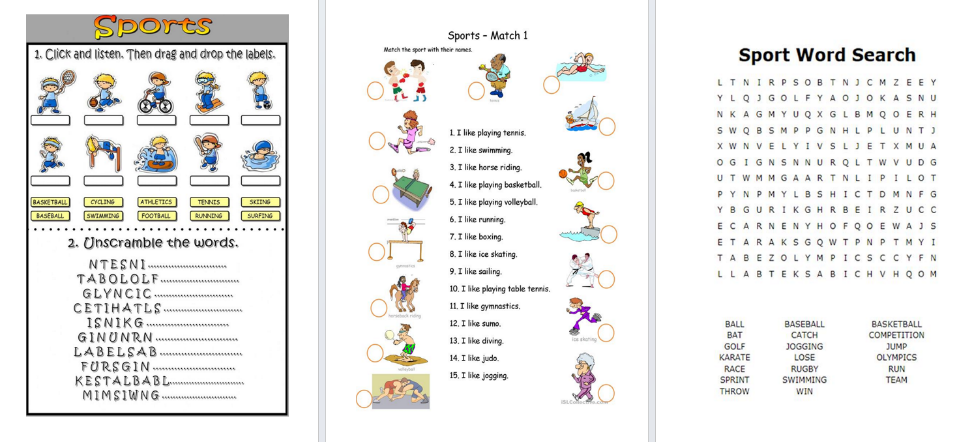 Sports
1. Click and listen. Then drag and drop the labels.
BASKETBALL CYCLING ATHLETICS TENNIS SKIING
BASEBALL SWIMMING FOOTBALL RUNNING SURFING
2. Unscramble the words.
NTESNI
TABOLOLF
GLYNCIC
CETIHATLS
ISNIKG
GINUNRN
LABELSAB
FURSGIN
KESTALBABL
MIMSIWNG
Sports – Match 1
Match the sport with their names.
1. I like playing tennis.
2. I like swimming.
3. I like horse riding.
4. I like playing basketball.
5. I like playing volleyball.
6. I like running.
7. I like boxing.
8. I like ice skating.
9. I like sailing.
10. I like playing table tennis.
11. I like gymnastics.
12. I like sumo.
13. I like diving.
14. I like judo.
15. I like jogging.
gymnastics
horseback riding
volleyball
ice skating
Sport Word Search
L T N I R P S O B T N J C M Z E E Y
Y L Q J G O L F Y A O J O K A S N U
N K A G M Y U Q X G L B M Q O E R H
S W Q B S M P P G N H L P L U N T J
X W N V E L Y I V S L J E T X M U A
O G I G N S N N U R Q L T W V U D G
U T W M M G A A R T N L I P I L O T
P Y N P M Y L B S H I C T D M N F G
Y B G U R I K G H R B E I R Z U C C
E C A R N E N Y H O F Q O E W A J S
E T A R A K S G Q W T P N P T M Y I
T A B E Z O L Y M P I C S C C Y F N
L L A B T E K S A B I C H V H Q O M
BALL BASEBALL BASKETBALL
BAT CATCH COMPETITION
GOLF JOGGING JUMP
KARATE LOSE OLYMPICS
RACE RUGBY RUN
SPRINT SWIMMING TEAM
THROW WIN